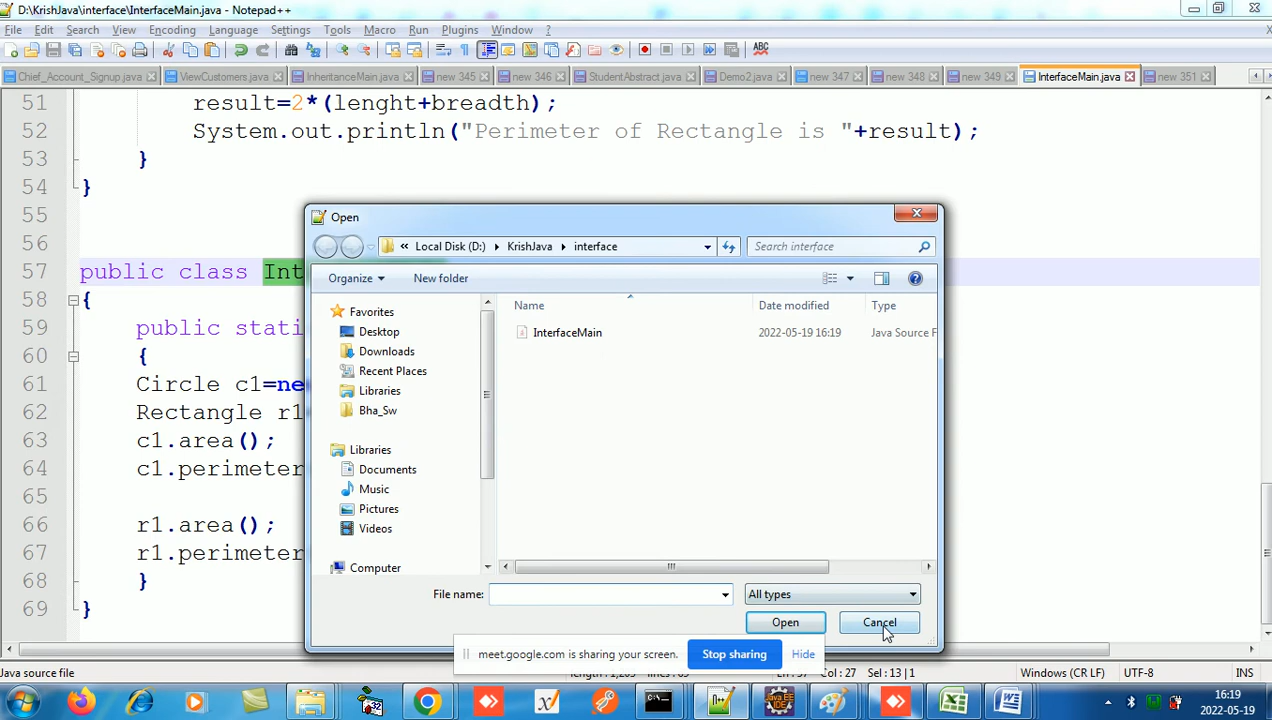 D:\KrishJava\interface\InterfaceMain.java - Notepad++
File Edit Search View Encoding Language Settings Tools Macro Run Plugins Window ?
Chief_Account_Signup.java ViewCustomers.java InheritanceMain.java new 345 new 346 StudentAbstract.java Demo2.java new 347 new 348 new 349 InterfaceMain.java new 351
51 result=2*(lenght+breadth);
52 System.out.println("Perimeter of Rectangle is "+result);
53 }
54 }
55
56
57 public class Int
58 {
59 public stati
60 {
61 Circle c1=ne
62 Rectangle r1
63 c1.area();
64 c1.perimeter
65
66 r1.area();
67 r1.perimeter
68 }
69 }
Open
« Local Disk (D:) KrishJava interface Search interface
Organize New folder
Favorites
Desktop
Downloads
Recent Places
Libraries
Bha_Sw
Libraries
Documents
Music
Pictures
Videos
Computer
Name Date modified Type
InterfaceMain 2022-05-19 16:19 Java Source F
File name: All types
Open Cancel
meet.google.com is sharing your screen. Stop sharing Hide
Java source file Col : 27 Sel : 13 | 1 Windows (CR LF) UTF-8 INS
16:19
2022-05-19